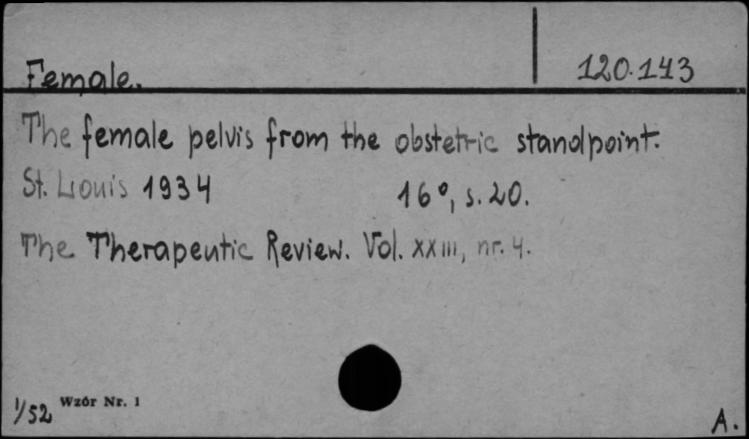 Female.
120.143
The female pelvis from the obstetric standpoint.
St. Louis 1934 16°, s. 20.
The Therapeutic Review. Vol. XXIII, nr. 4.
1/52 Wzór Nr. 1
A.